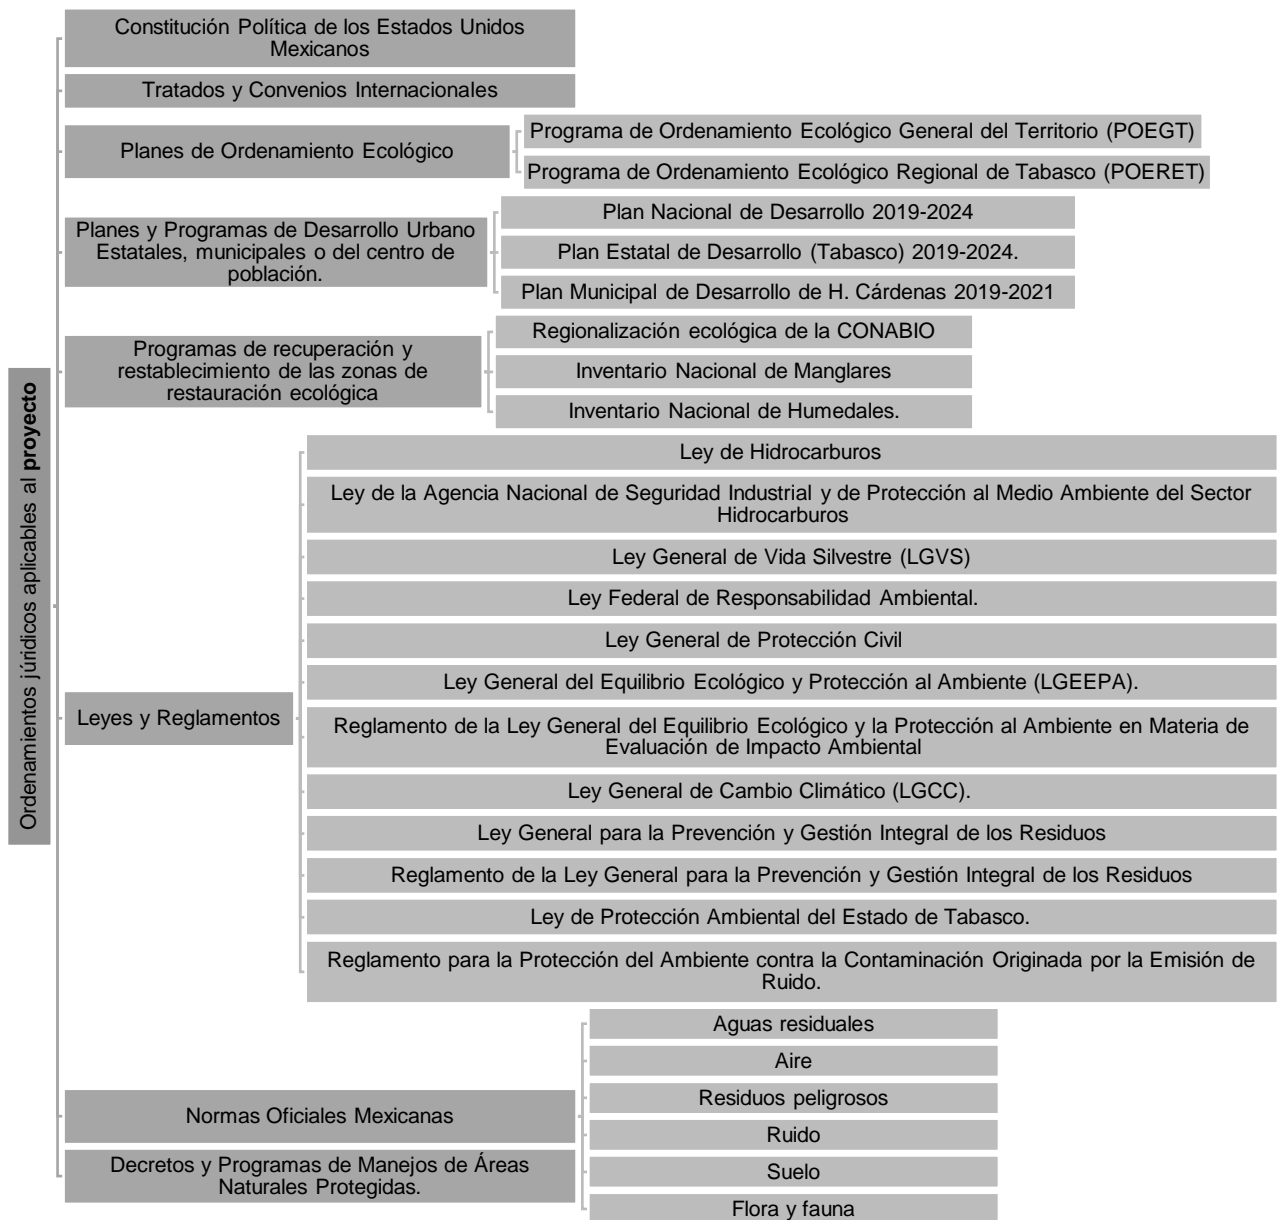 Ordenamientos júridicos aplicables al proyecto
Constitución Política de los Estados Unidos
Mexicanos
Tratados y Convenios Internacionales
Planes de Ordenamiento Ecológico
Programa de Ordenamiento Ecológico General del Territorio (POEGT)
Programa de Ordenamiento Ecológico Regional de Tabasco (POERET)
Planes y Programas de Desarrollo Urbano
Estatales, municipales o del centro de
población.
Plan Nacional de Desarrollo 2019-2024
Plan Estatal de Desarrollo (Tabasco) 2019-2024.
Plan Municipal de Desarrollo de H. Cárdenas 2019-2021
Programas de recuperación y
restablecimiento de las zonas de
restauración ecológica
Regionalización ecológica de la CONABIO
Inventario Nacional de Manglares
Inventario Nacional de Humedales.
Leyes y Reglamentos
Ley de Hidrocarburos
Ley de la Agencia Nacional de Seguridad Industrial y de Protección al Medio Ambiente del Sector
Hidrocarburos
Ley General de Vida Silvestre (LGVS)
Ley Federal de Responsabilidad Ambiental.
Ley General de Protección Civil
Ley General del Equilibrio Ecológico y Protección al Ambiente (LGEEPA).
Reglamento de la Ley General del Equilibrio Ecológico y la Protección al Ambiente en Materia de
Evaluación de Impacto Ambiental
Ley General de Cambio Climático (LGCC).
Ley General para la Prevención y Gestión Integral de los Residuos
Reglamento de la Ley General para la Prevención y Gestión Integral de los Residuos
Ley de Protección Ambiental del Estado de Tabasco.
Reglamento para la Protección del Ambiente contra la Contaminación Originada por la Emisión de
Ruido.
Normas Oficiales Mexicanas
Aguas residuales
Aire
Residuos peligrosos
Ruido
Suelo
Flora y fauna
Decretos y Programas de Manejos de Áreas
Naturales Protegidas.